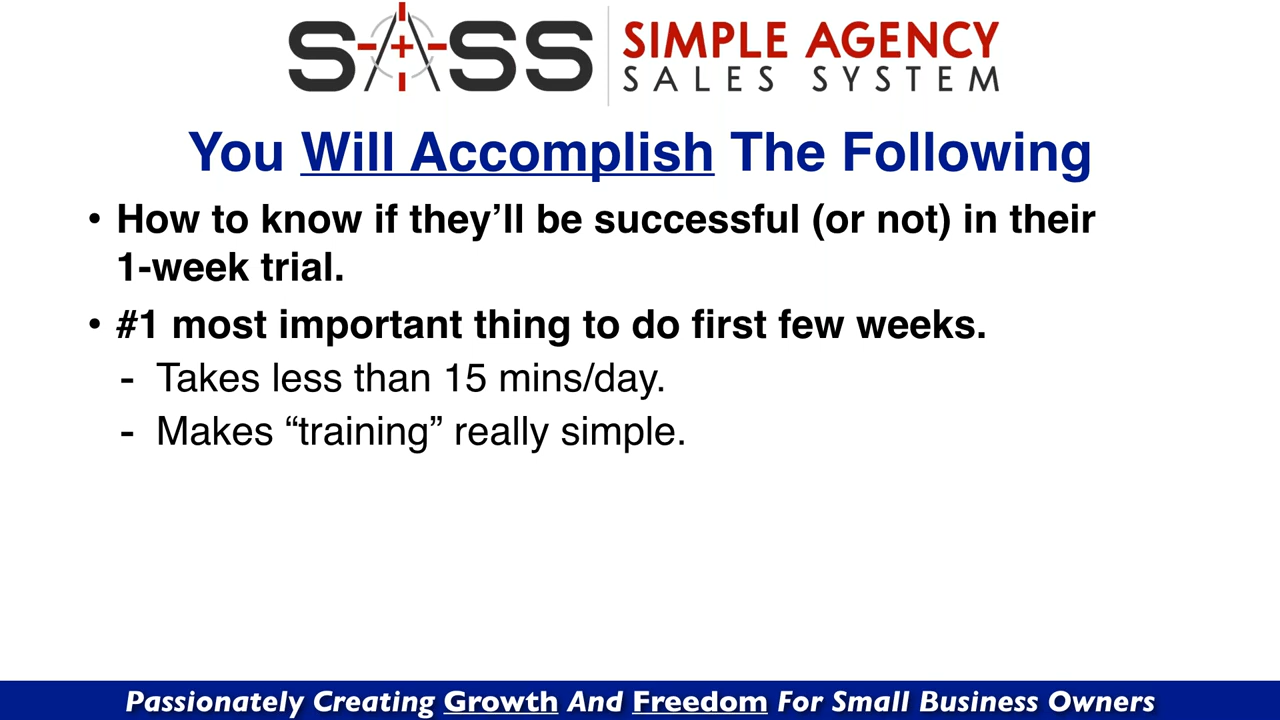 SASS SIMPLE AGENCY
SALES SYSTEM
You Will Accomplish The Following
• How to know if they’ll be successful (or not) in their
1-week trial.
• #1 most important thing to do first few weeks.
- Takes less than 15 mins/day.
- Makes “training” really simple.
Passionately Creating Growth And Freedom For Small Business Owners